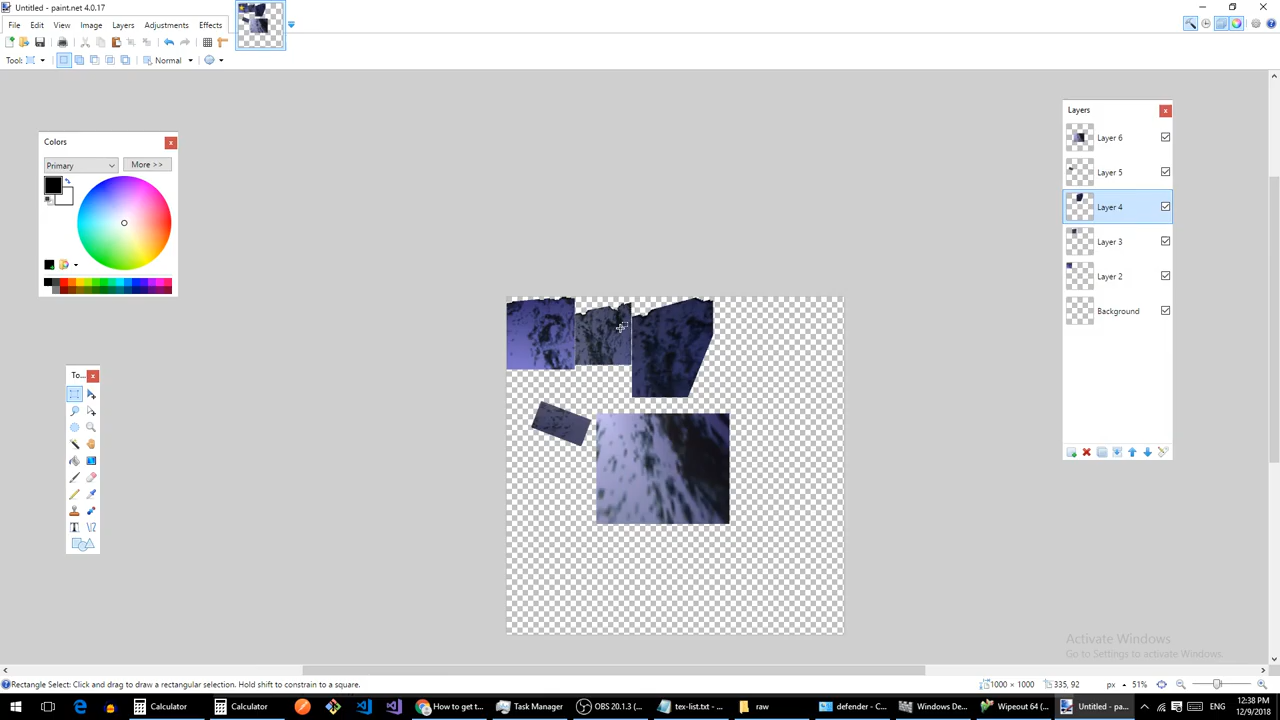 Untitled - paint.net 4.0.17
File Edit View Image Layers Adjustments Effects
Tool: Normal
Colors
Primary More >>
To...
Layers
Layer 6
Layer 5
Layer 4
Layer 3
Layer 2
Background
Activate Windows
Go to Settings to activate Windows.
Rectangle Select: Click and drag to draw a rectangular selection. Hold shift to constrain to a square.
1000 × 1000 335, 92 px 51%
Calculator Calculator How to get t... Task Manager OBS 20.1.3 (... tex-list.txt - ... raw defender – C... Windows De... Wipeout 64 (... Untitled - pa... ENG 12:38 PM
12/9/2018